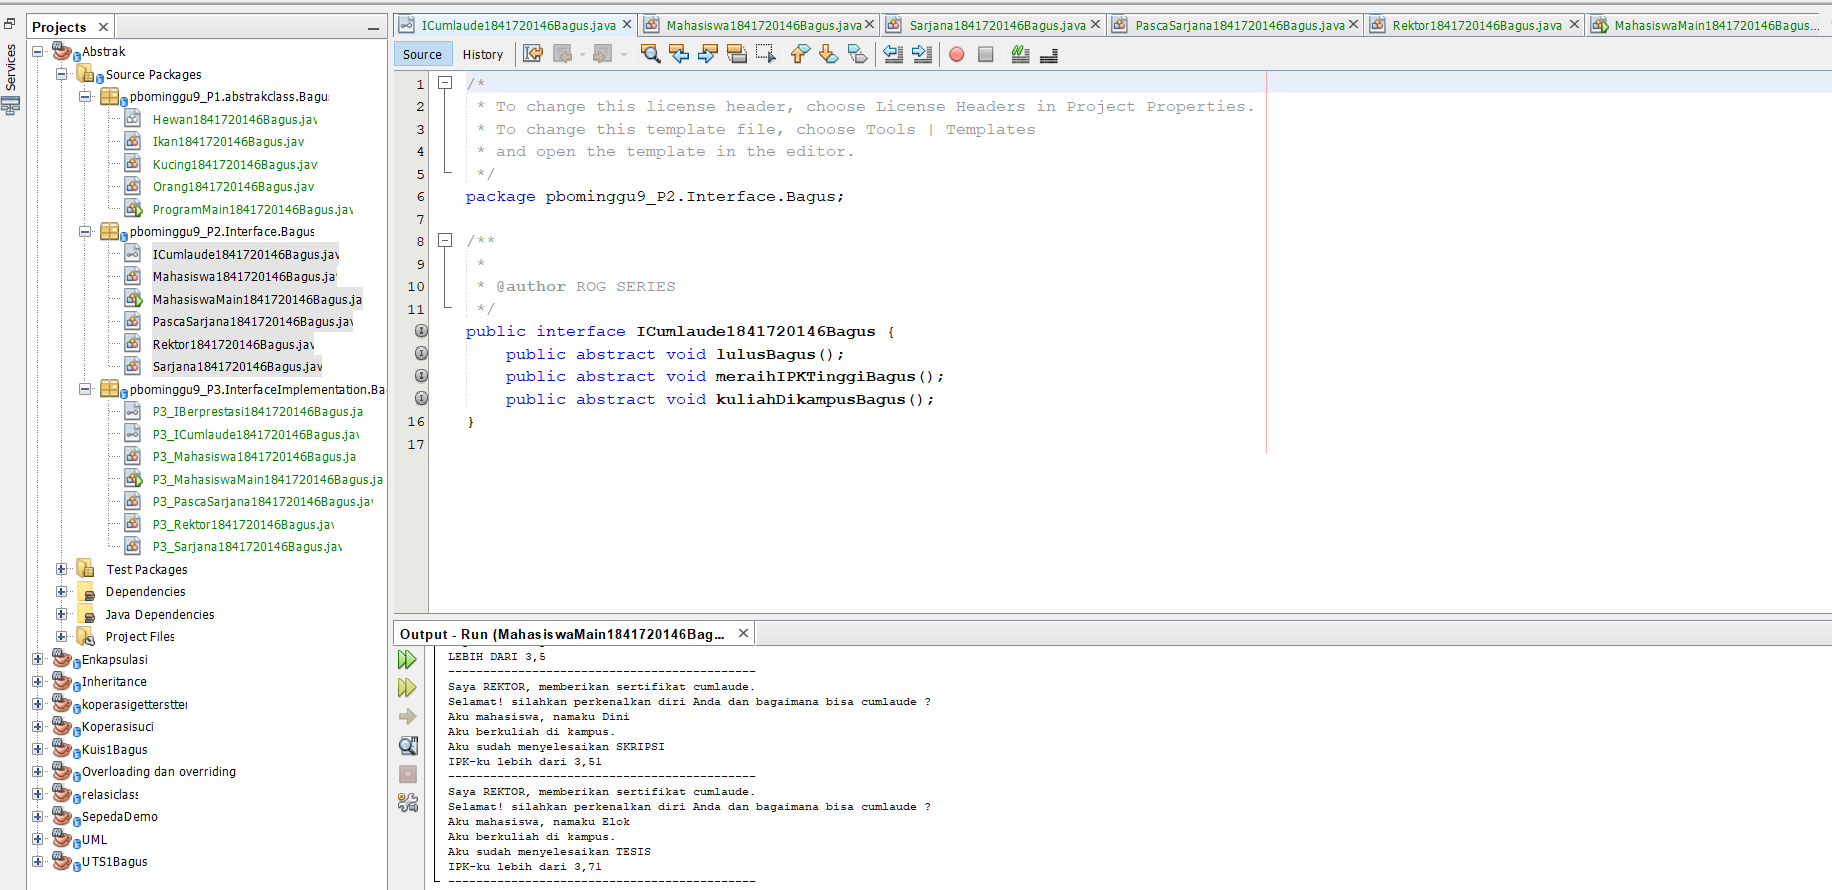 Services
Projects
Abstrak
Source Packages
pbominggu9_P1.abstrakclass.Bagus
Hewan1841720146Bagus.jav
Ikan1841720146Bagus.jav
Kucing1841720146Bagus.jav
Orang1841720146Bagus.jav
ProgramMain1841720146Bagus.jav
pbominggu9_P2.Interface.Bagus
ICumlaude1841720146Bagus.jav
Mahasiswa1841720146Bagus.jav
MahasiswaMain1841720146Bagus.ja
PascaSarjana1841720146Bagus.jav
Rektor1841720146Bagus.jav
Sarjana1841720146Bagus.jav
pbominggu9_P3.InterfaceImplementation.Ba
P3_IBerprestasi1841720146Bagus.ja
P3_ICumlaude1841720146Bagus.jav
P3_Mahasiswa1841720146Bagus.ja
P3_MahasiswaMain1841720146Bagus.ja
P3_PascaSarjana1841720146Bagus.jav
P3_Rektor1841720146Bagus.jav
P3_Sarjana1841720146Bagus.jav
Test Packages
Dependencies
Java Dependencies
Project Files
Enkapsulasi
Inheritance
koperasigetterstter
Koperasisuci
Kuis1Bagus
Overloading dan overriding
relasiclass
SepedaDemo
UML
UTS1Bagus
ICumlaude1841720146Bagus.java
Mahasiswa1841720146Bagus.java
Sarjana1841720146Bagus.java
PascaSarjana1841720146Bagus.java
Rektor1841720146Bagus.java
MahasiswaMain1841720146Bagus...
Source
History
1 /*
2 * To change this license header, choose License Headers in Project Properties.
3 * To change this template file, choose Tools | Templates
4 * and open the template in the editor.
5 */
6 package pbominggu9_P2.Interface.Bagus;
7
8 /**
9 *
10 * @author ROG SERIES
11 */
public interface ICumlaude1841720146Bagus {
public abstract void lulusBagus();
public abstract void meraihIPKTinggiBagus();
public abstract void kuliahDikampusBagus();
16 }
17
Output - Run (MahasiswaMain1841720146Bag...
LEBIH DARI 3,5
--------------------------------------------
Saya REKTOR, memberikan sertifikat cumlaude.
Selamat! silahkan perkenalkan diri Anda dan bagaimana bisa cumlaude ?
Aku mahasiswa, namaku Dini
Aku berkuliah di kampus.
Aku sudah menyelesaikan SKRIPSI
IPK-ku lebih dari 3,51
--------------------------------------------
Saya REKTOR, memberikan sertifikat cumlaude.
Selamat! silahkan perkenalkan diri Anda dan bagaimana bisa cumlaude ?
Aku mahasiswa, namaku Elok
Aku berkuliah di kampus.
Aku sudah menyelesaikan TESIS
IPK-ku lebih dari 3,71
--------------------------------------------